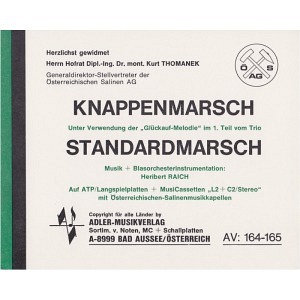 Herzlichst gewidmet
Herrn Hofrat Dipl.-Ing. Dr. mont. Kurt THOMANEK
Generaldirektor-Stellvertreter der
Österreichischen Salinen AG
Ö S
AG
KNAPPENMARSCH
Unter Verwendung der „Glückauf-Melodie“ im 1. Teil vom Trio
STANDARDMARSCH
Musik + Blasorchesterinstrumentation:
Heribert RAICH
Auf ATP/Langspielplatten + MusiCassetten „L2 + C2/Stereo“
mit Österreichischen-Salinenmusikkapellen
Copyright für alle Länder by
ADLER-MUSIKVERLAG
Sortim. v. Noten, MC + Schallplatten
A-8999 BAD AUSSEE/ÖSTERREICH
AV: 164-165